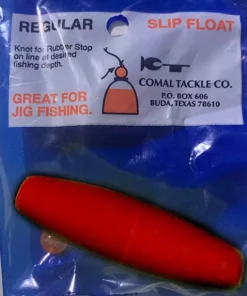 REGULAR
SLIP FLOAT
Knot for Rubber Stop
on line at desired
fishing depth.
GREAT FOR
JIG FISHING.
COMAL TACKLE CO.
P.O. BOX 606
BUDA, TEXAS 78610